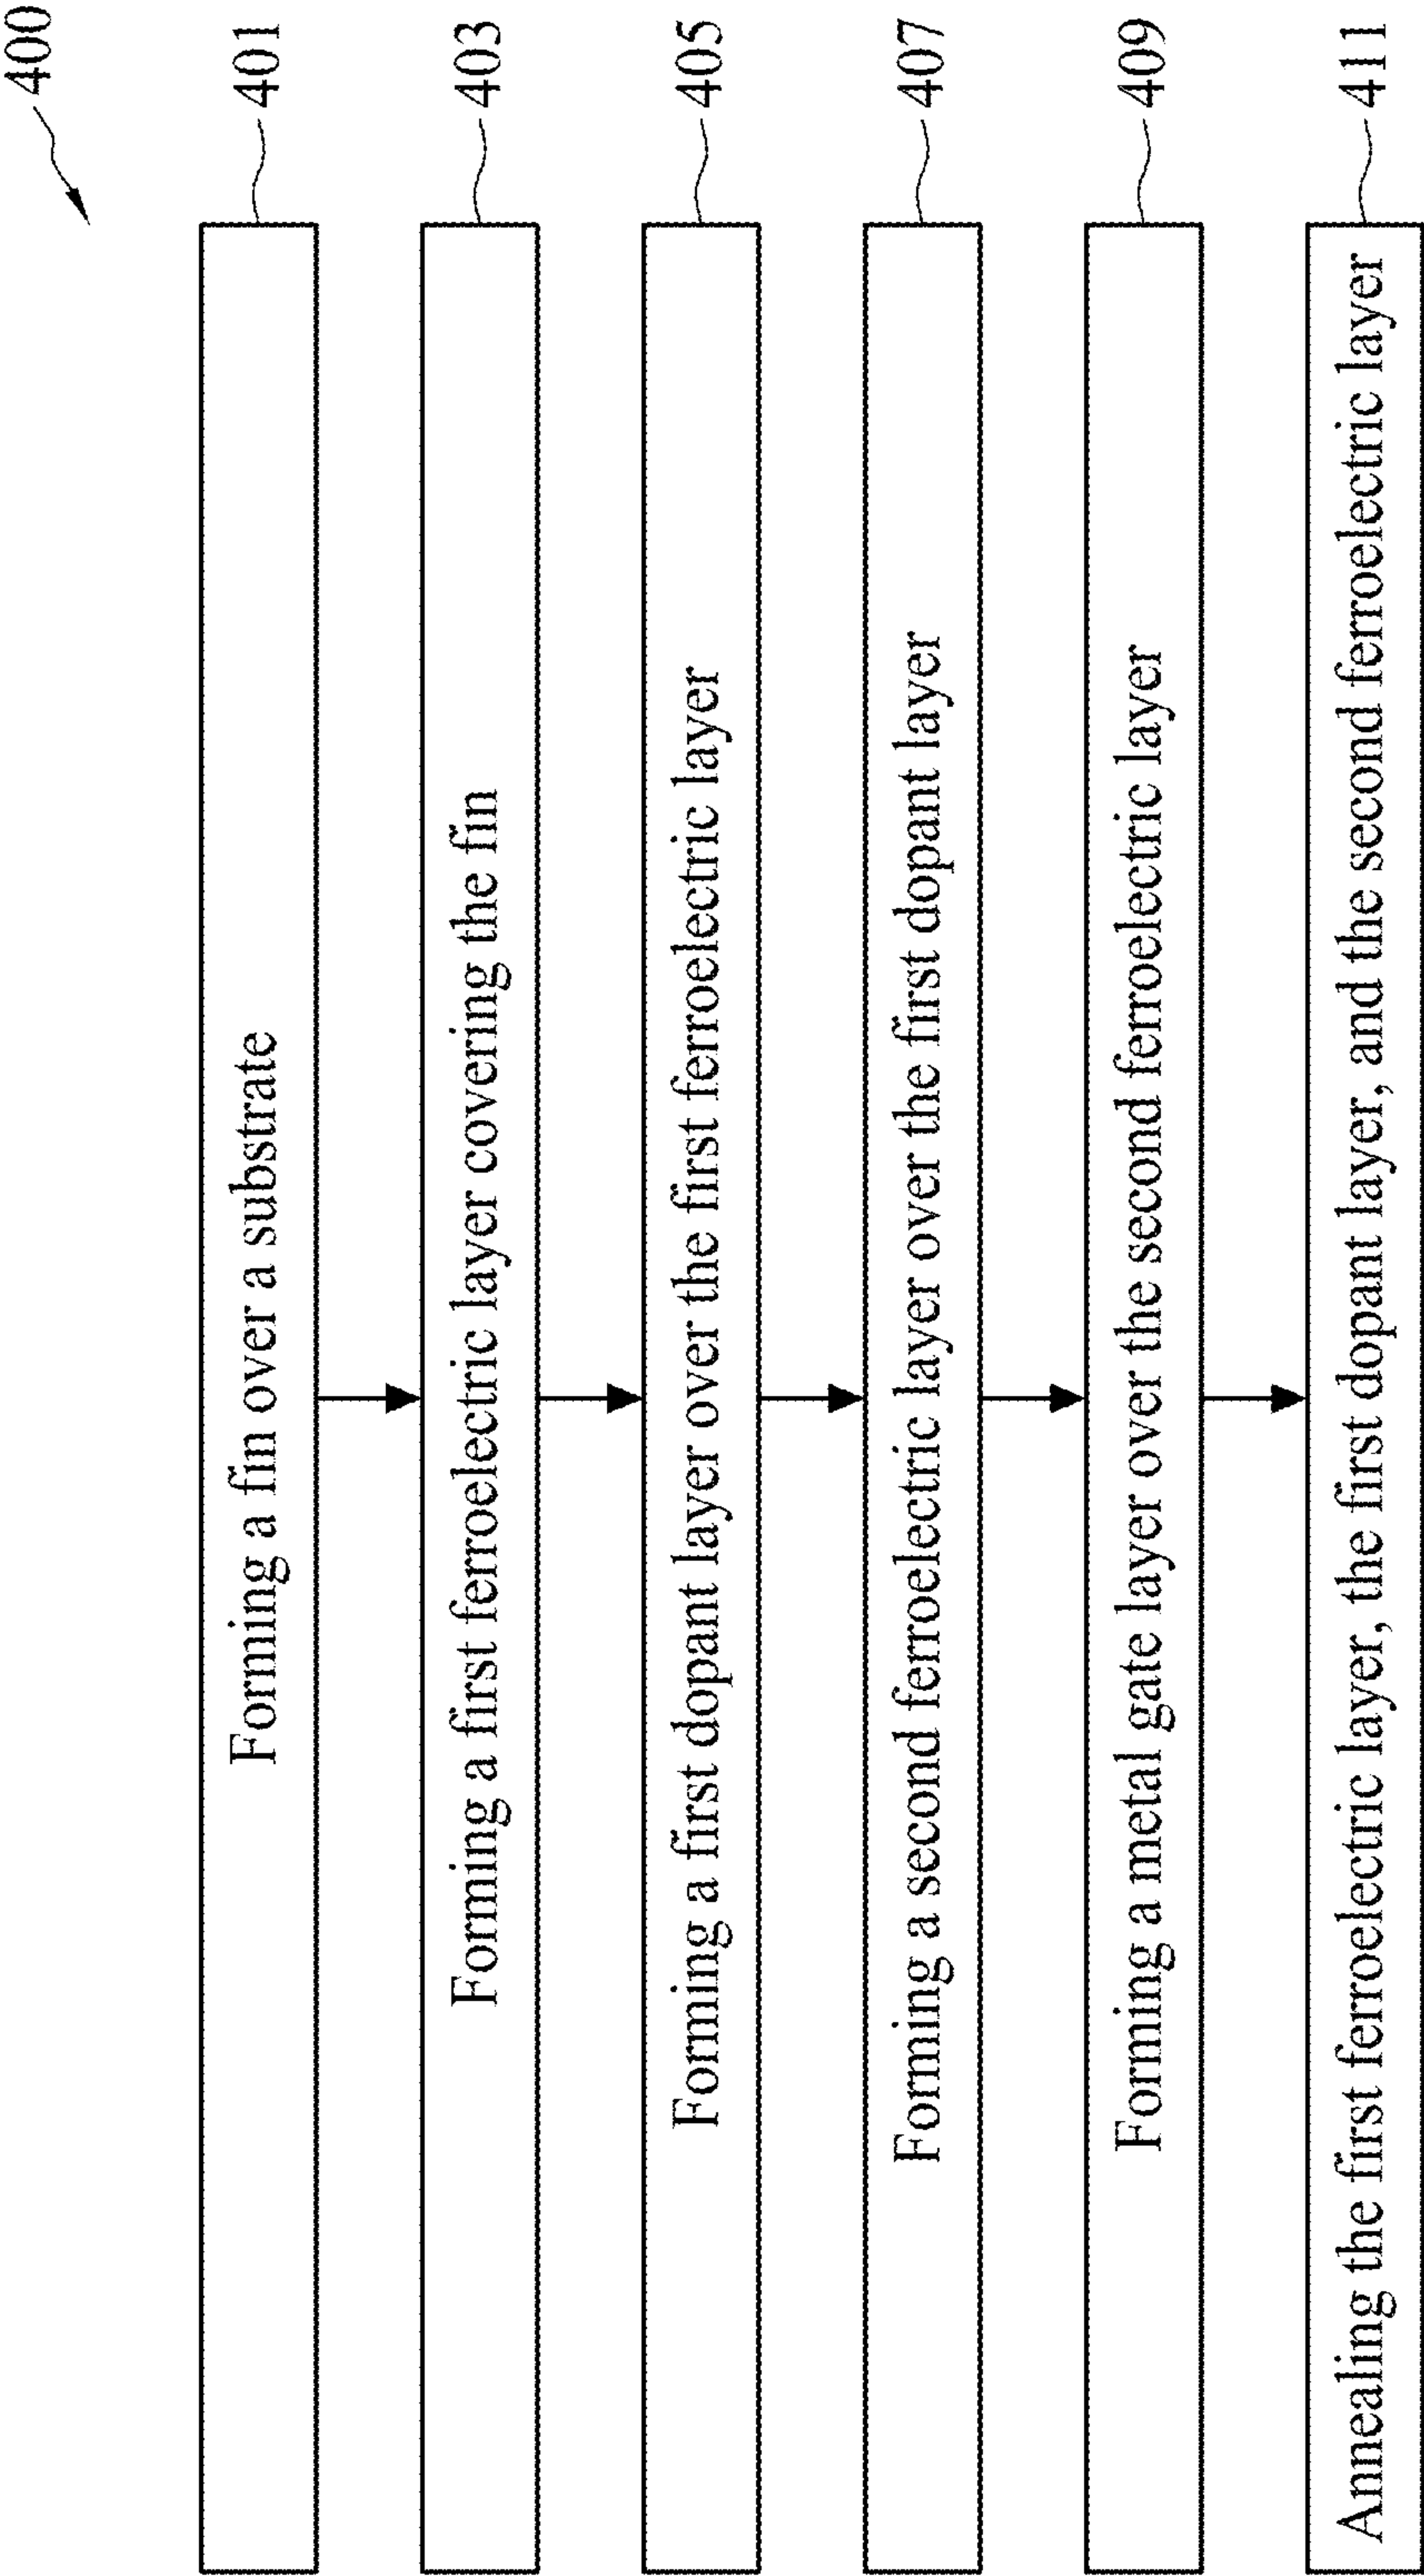 400
Forming a fin over a substrate
401
Forming a first ferroelectric layer covering the fin
403
Forming a first dopant layer over the first ferroelectric layer
405
Forming a second ferroelectric layer over the first dopant layer
407
Forming a metal gate layer over the second ferroelectric layer
409
Annealing the first ferroelectric layer, the first dopant layer, and the second ferroelectric layer
411